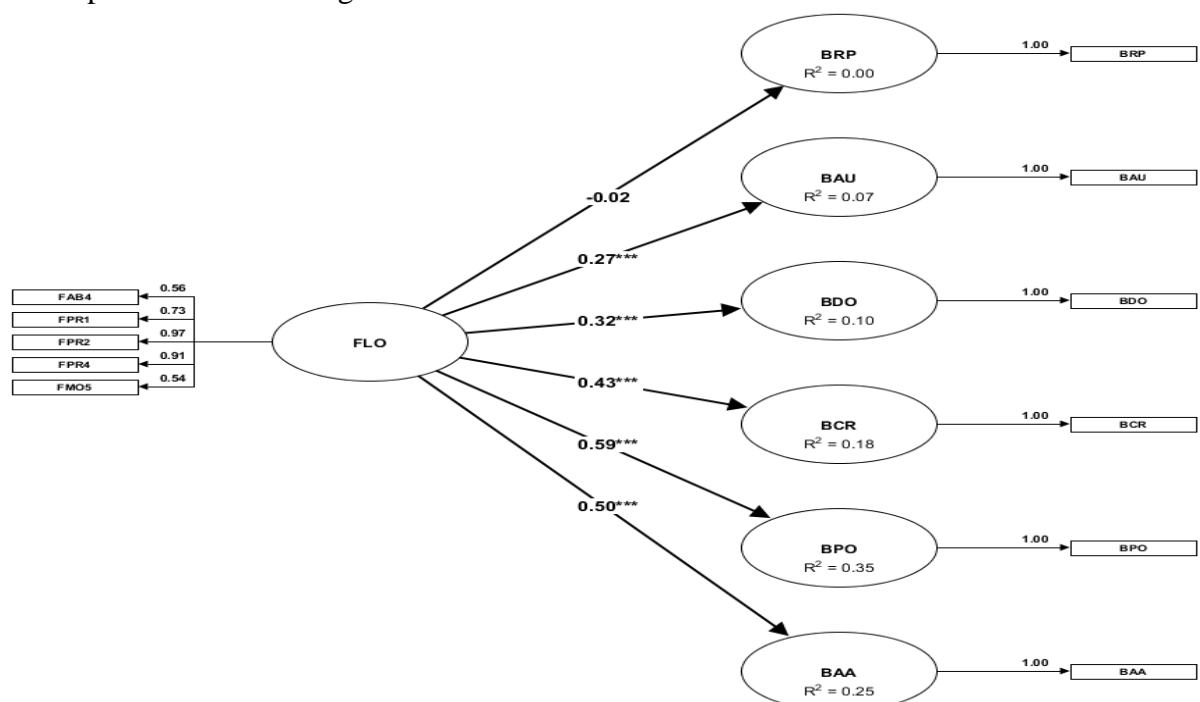 BRP
R² = 0.00
1.00
BRP
BAU
R² = 0.07
1.00
BAU
BDO
R² = 0.10
1.00
BDO
BCR
R² = 0.18
1.00
BCR
BPO
R² = 0.35
1.00
BPO
BAA
R² = 0.25
1.00
BAA
-0.02
0.27***
0.32***
0.43***
0.59***
0.50***
FLO
FAB4
0.56
FPR1
0.73
FPR2
0.97
FPR4
0.91
FMO5
0.54